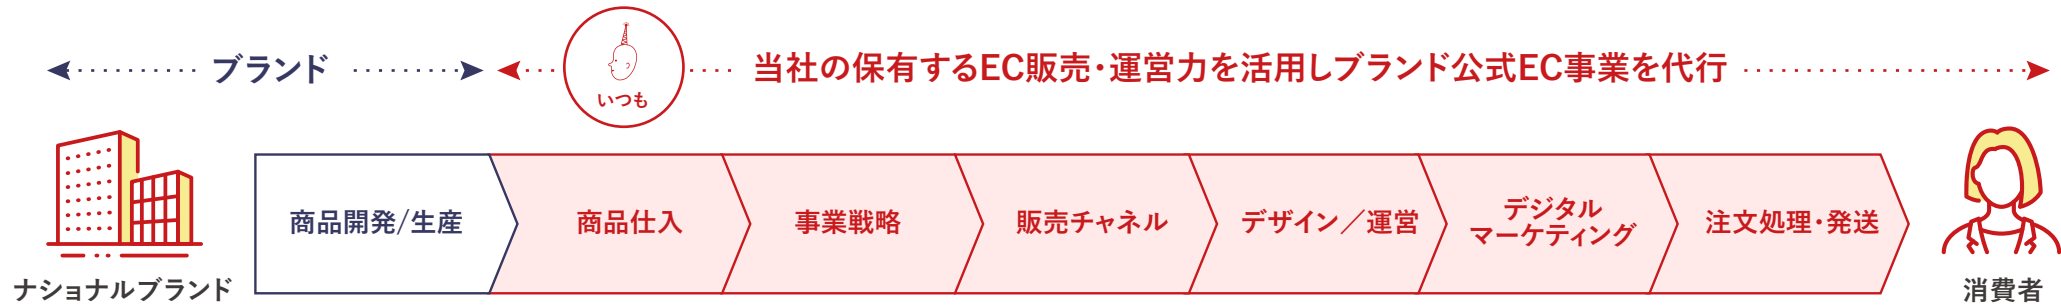 ブランド
いつも
当社の保有するEC販売・運営力を活用しブランド公式EC事業を代行
商品開発/生産
商品仕入
事業戦略
販売チャネル
デザイン／運営
デジタル
マーケティング
注文処理・発送
ナショナルブランド
消費者